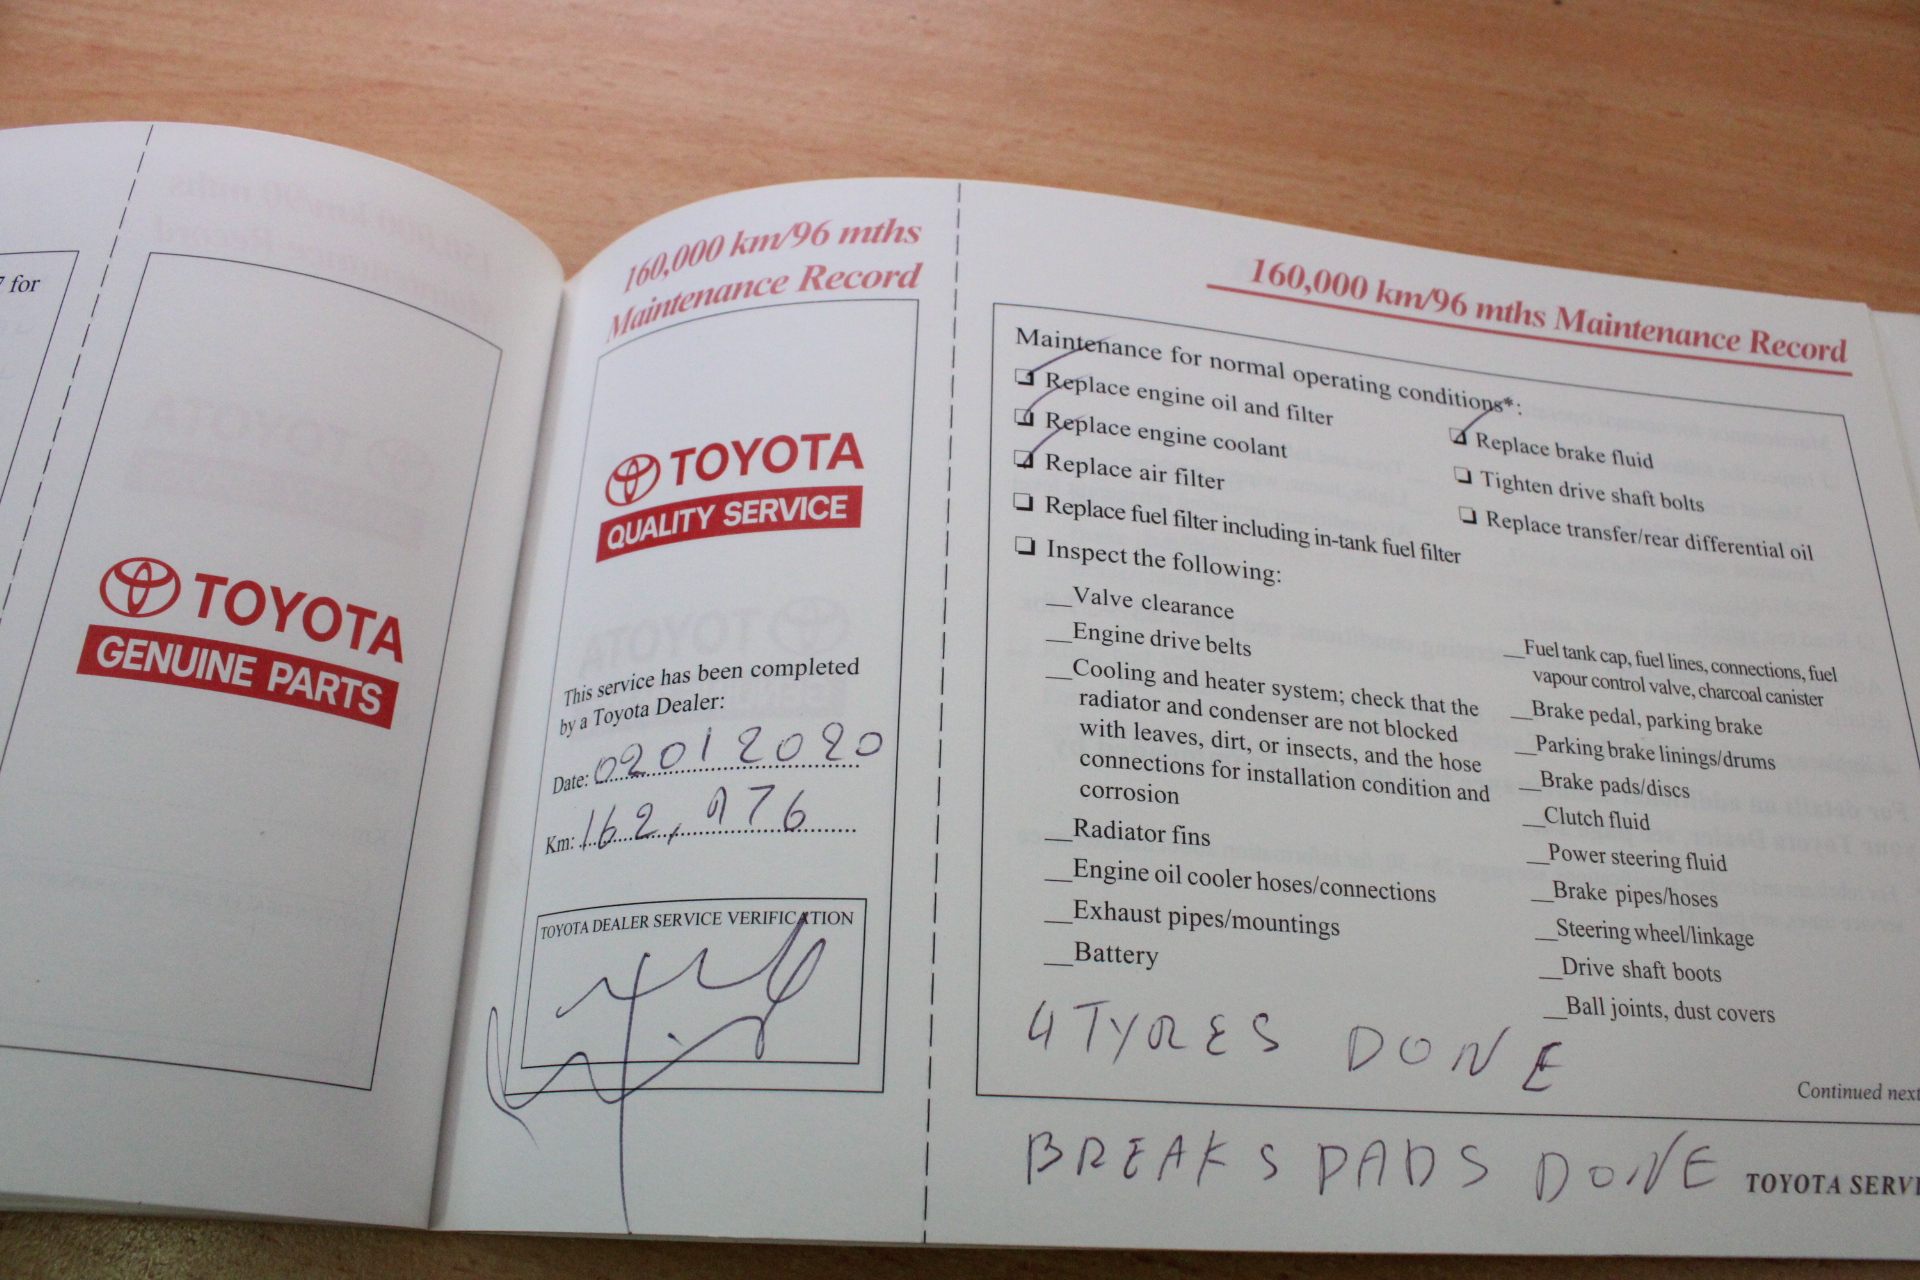 7 for
TOYOTA
GENUINE PARTS
160,000 km/96 mths
Maintenance Record
TOYOTA
QUALITY SERVICE
This service has been completed
by a Toyota Dealer:
Date: 02012020
Km: 162,976
TOYOTA DEALER SERVICE VERIFICATION
160,000 km/96 mths Maintenance Record
Maintenance for normal operating conditions*:
Replace engine oil and filter
Replace engine coolant
Replace air filter
Replace fuel filter including in-tank fuel filter
Inspect the following:
Replace brake fluid
Tighten drive shaft bolts
Replace transfer/rear differential oil
__Valve clearance
__Engine drive belts
__Cooling and heater system; check that the
radiator and condenser are not blocked
with leaves, dirt, or insects, and the hose
connections for installation condition and
corrosion
__Radiator fins
__Engine oil cooler hoses/connections
__Exhaust pipes/mountings
__Battery
__Fuel tank cap, fuel lines, connections, fuel
vapour control valve, charcoal canister
__Brake pedal, parking brake
__Parking brake linings/drums
__Brake pads/discs
__Clutch fluid
__Power steering fluid
__Brake pipes/hoses
__Steering wheel/linkage
__Drive shaft boots
__Ball joints, dust covers
4 TYRES DONE
Continued next
BREAKS PADS DONE
TOYOTA SERVI